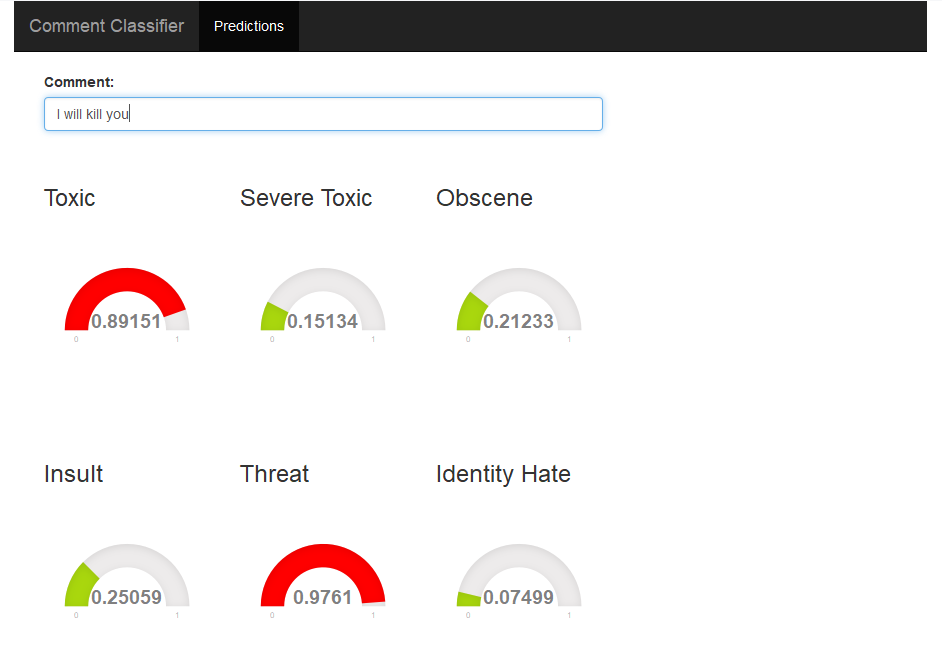 Comment Classifier Predictions
Comment:
I will kill you
Toxic Severe Toxic Obscene
0.89151 0.15134 0.21233
0 1 0 1 0 1
Insult Threat Identity Hate
0.25059 0.9761 0.07499
0 1 0 1 0 1